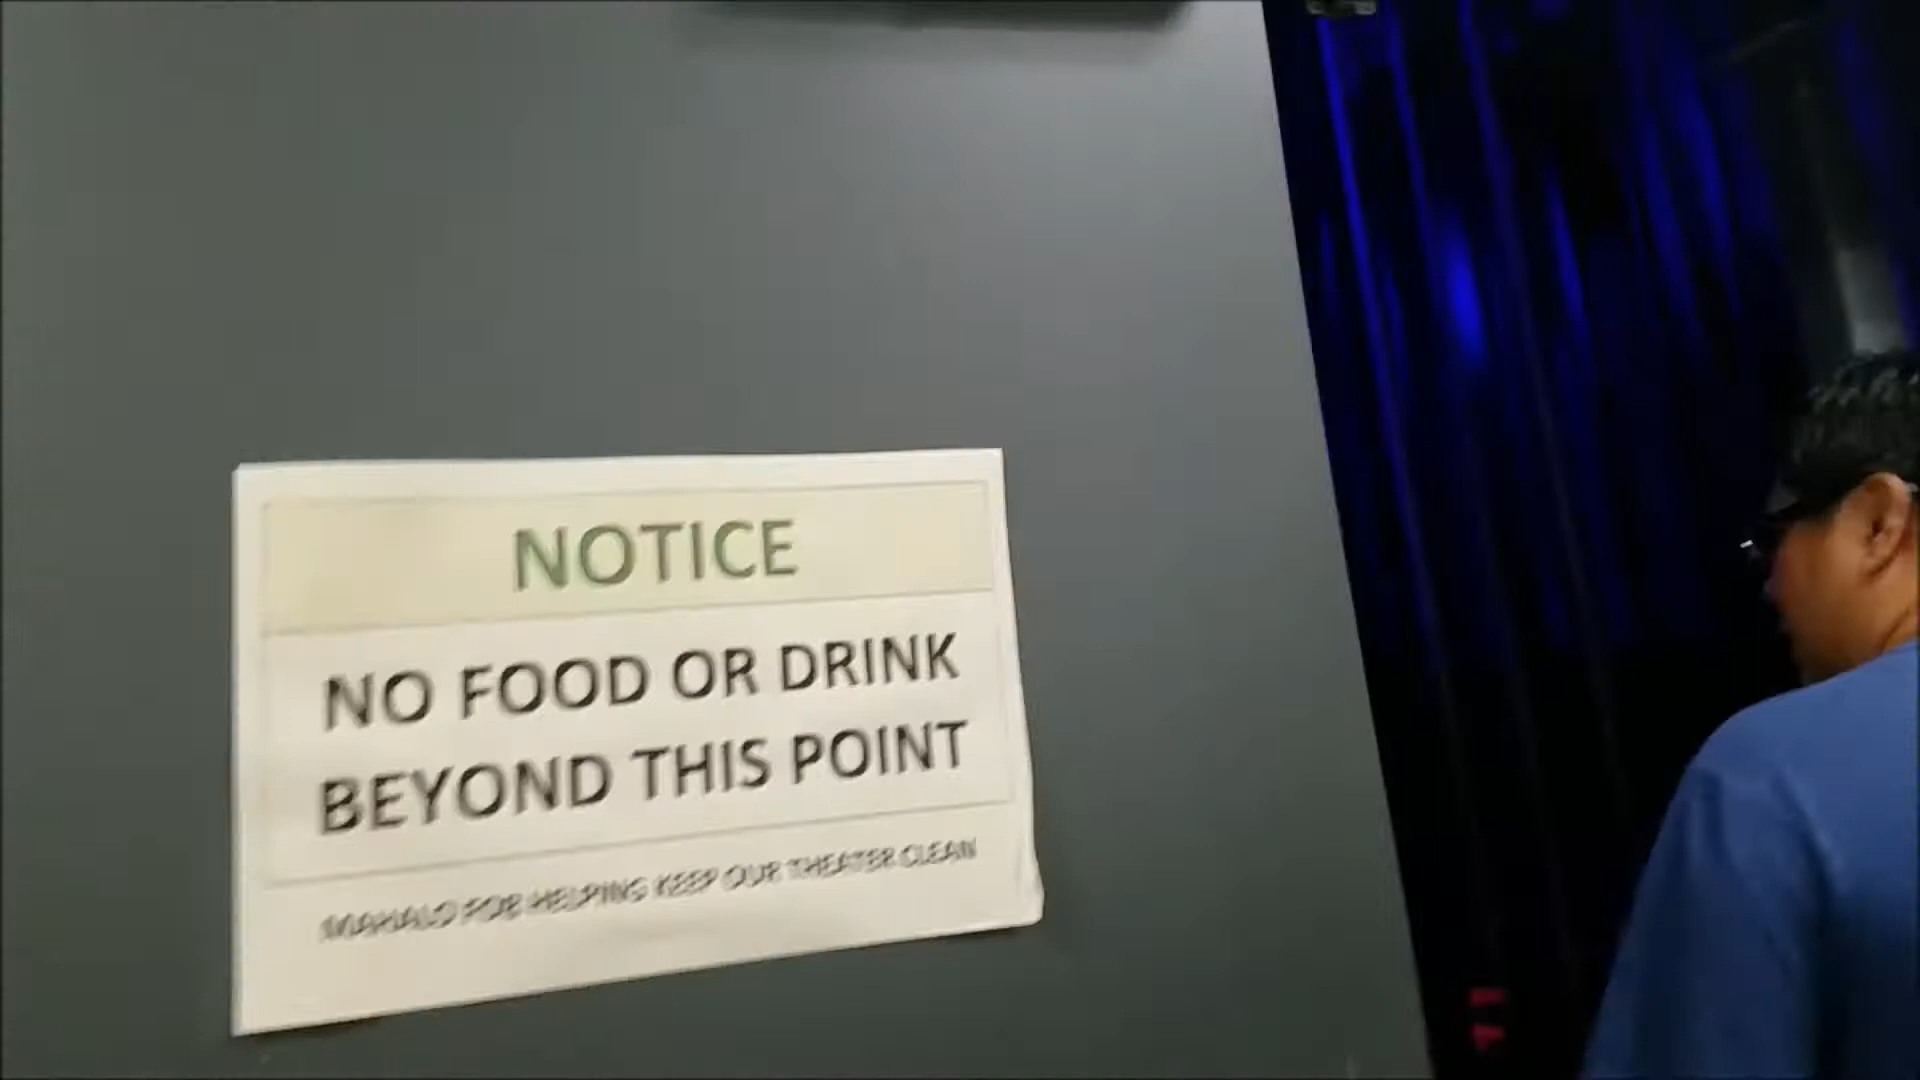 NOTICE
NO FOOD OR DRINK
BEYOND THIS POINT
MAHALO FOR HELPING KEEP OUR THEATER CLEAN